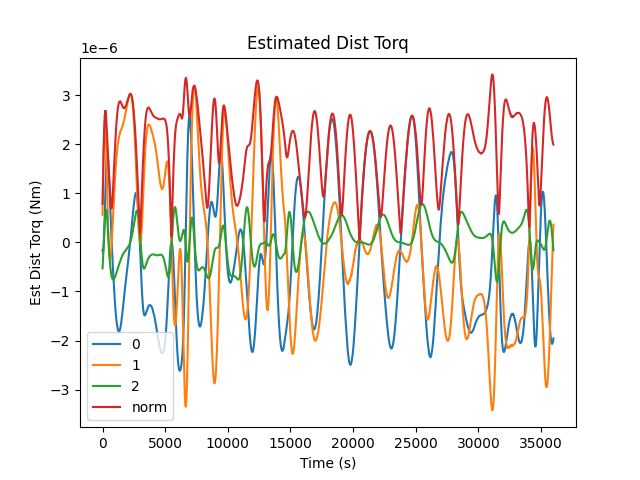 Estimated Dist Torq
1e−6
Est Dist Torq (Nm)
3
2
1
0
−1
−2
−3
0
1
2
norm
0 5000 10000 15000 20000 25000 30000 35000
Time (s)